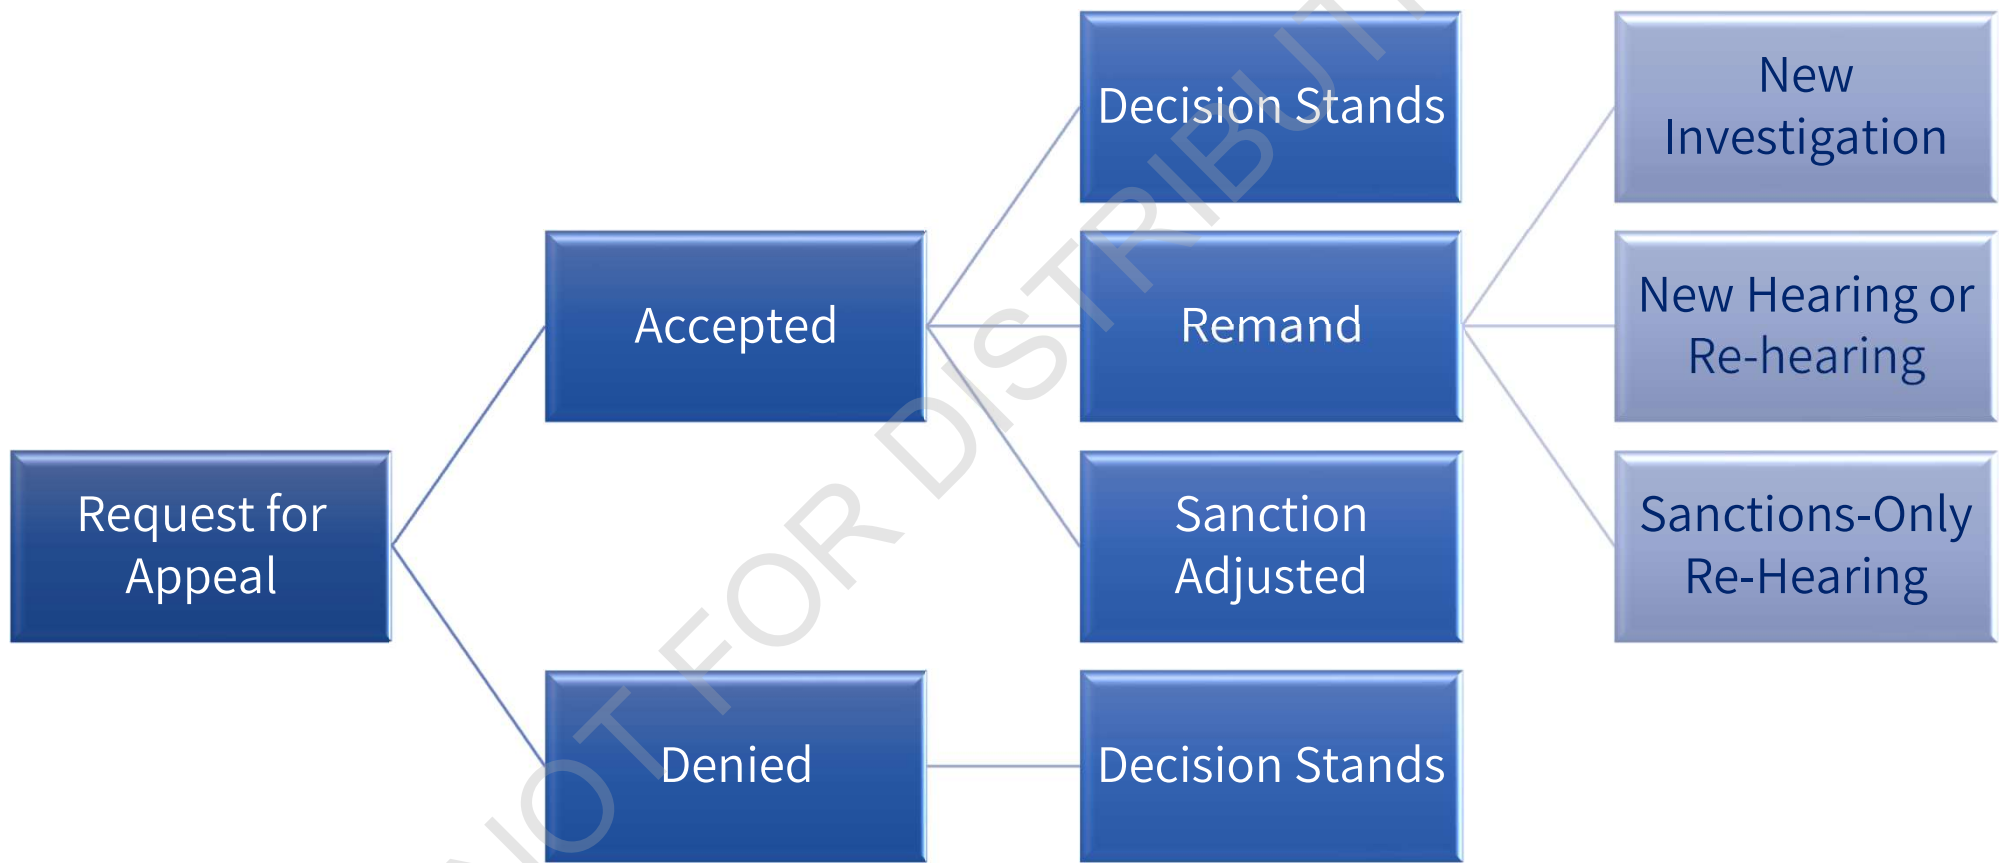 Request for
Appeal
Accepted
Denied
Decision Stands
Remand
Sanction
Adjusted
Decision Stands
New
Investigation
New Hearing or
Re-hearing
Sanctions-Only
Re-Hearing
NOT FOR DISTRIBUT